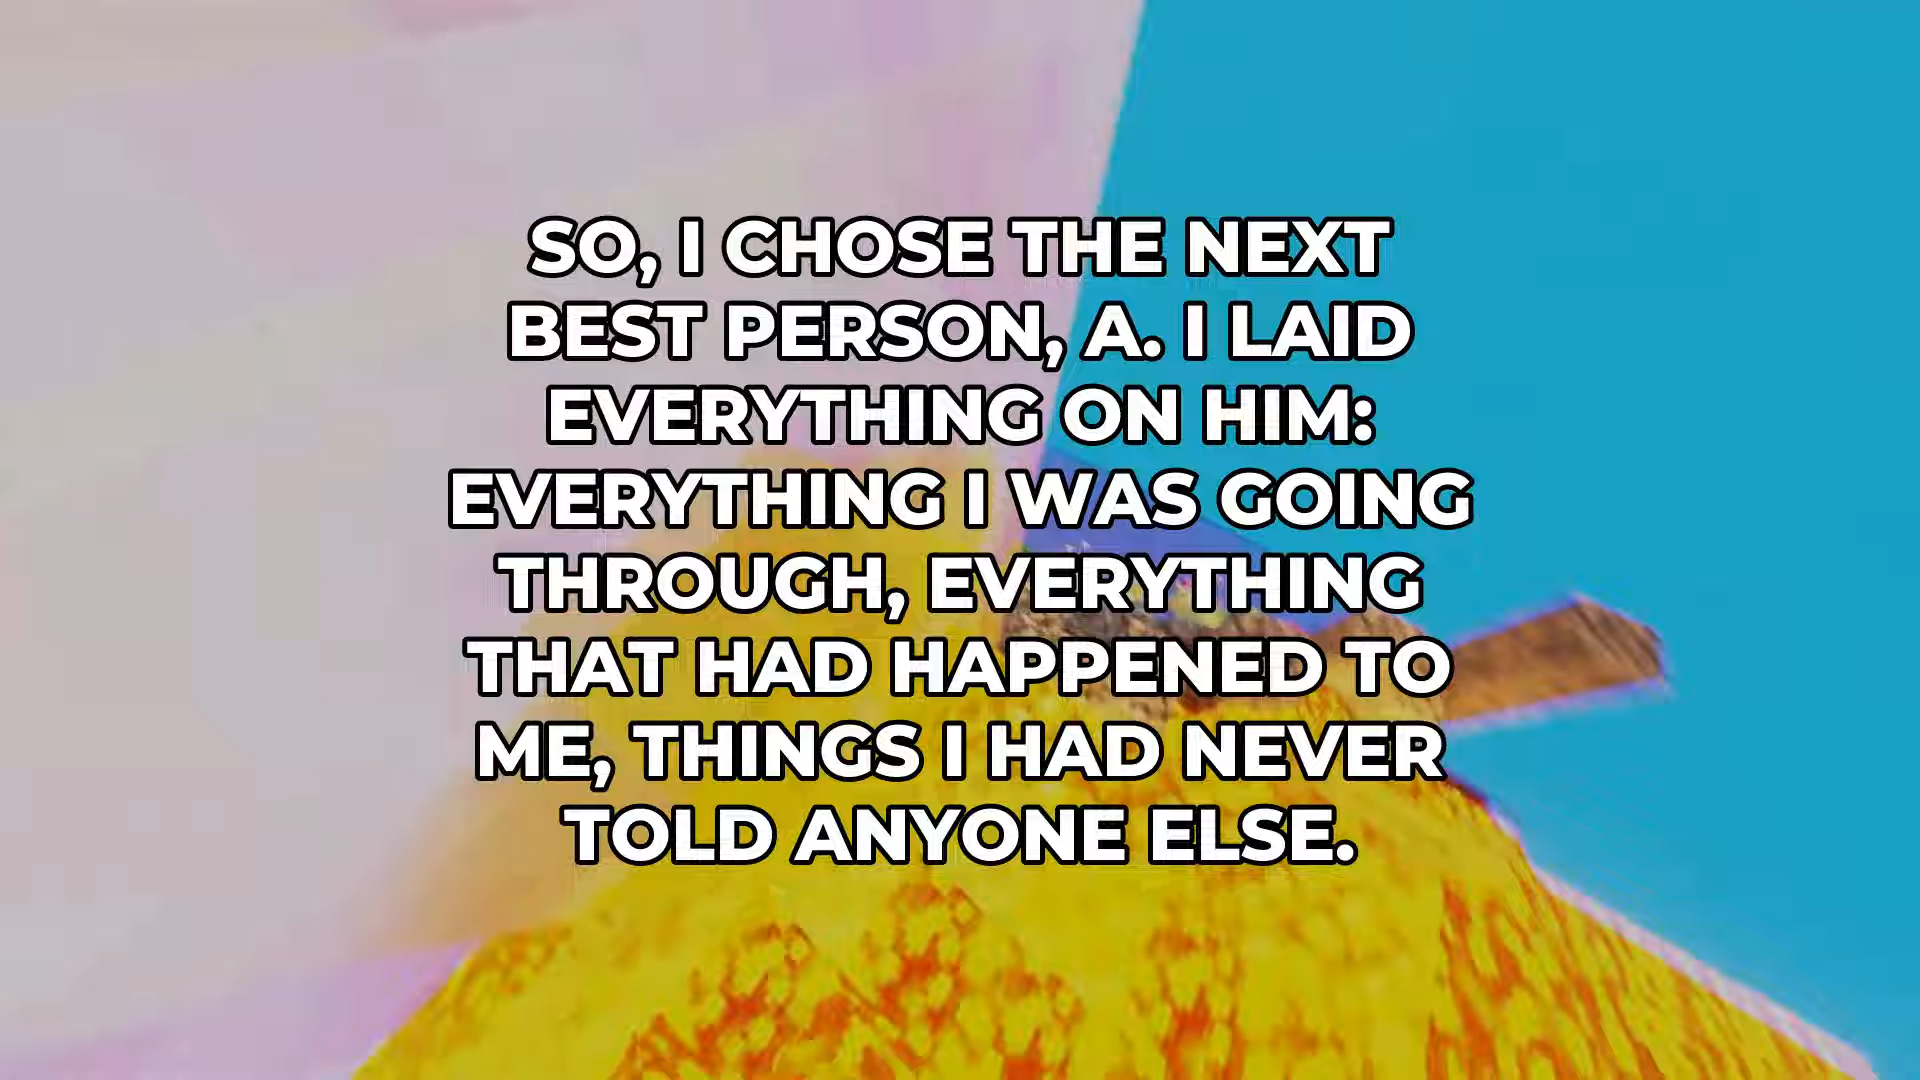 SO, I CHOSE THE NEXT
BEST PERSON, A. I LAID
EVERYTHING ON HIM:
EVERYTHING I WAS GOING
THROUGH, EVERYTHING
THAT HAD HAPPENED TO
ME, THINGS I HAD NEVER
TOLD ANYONE ELSE.